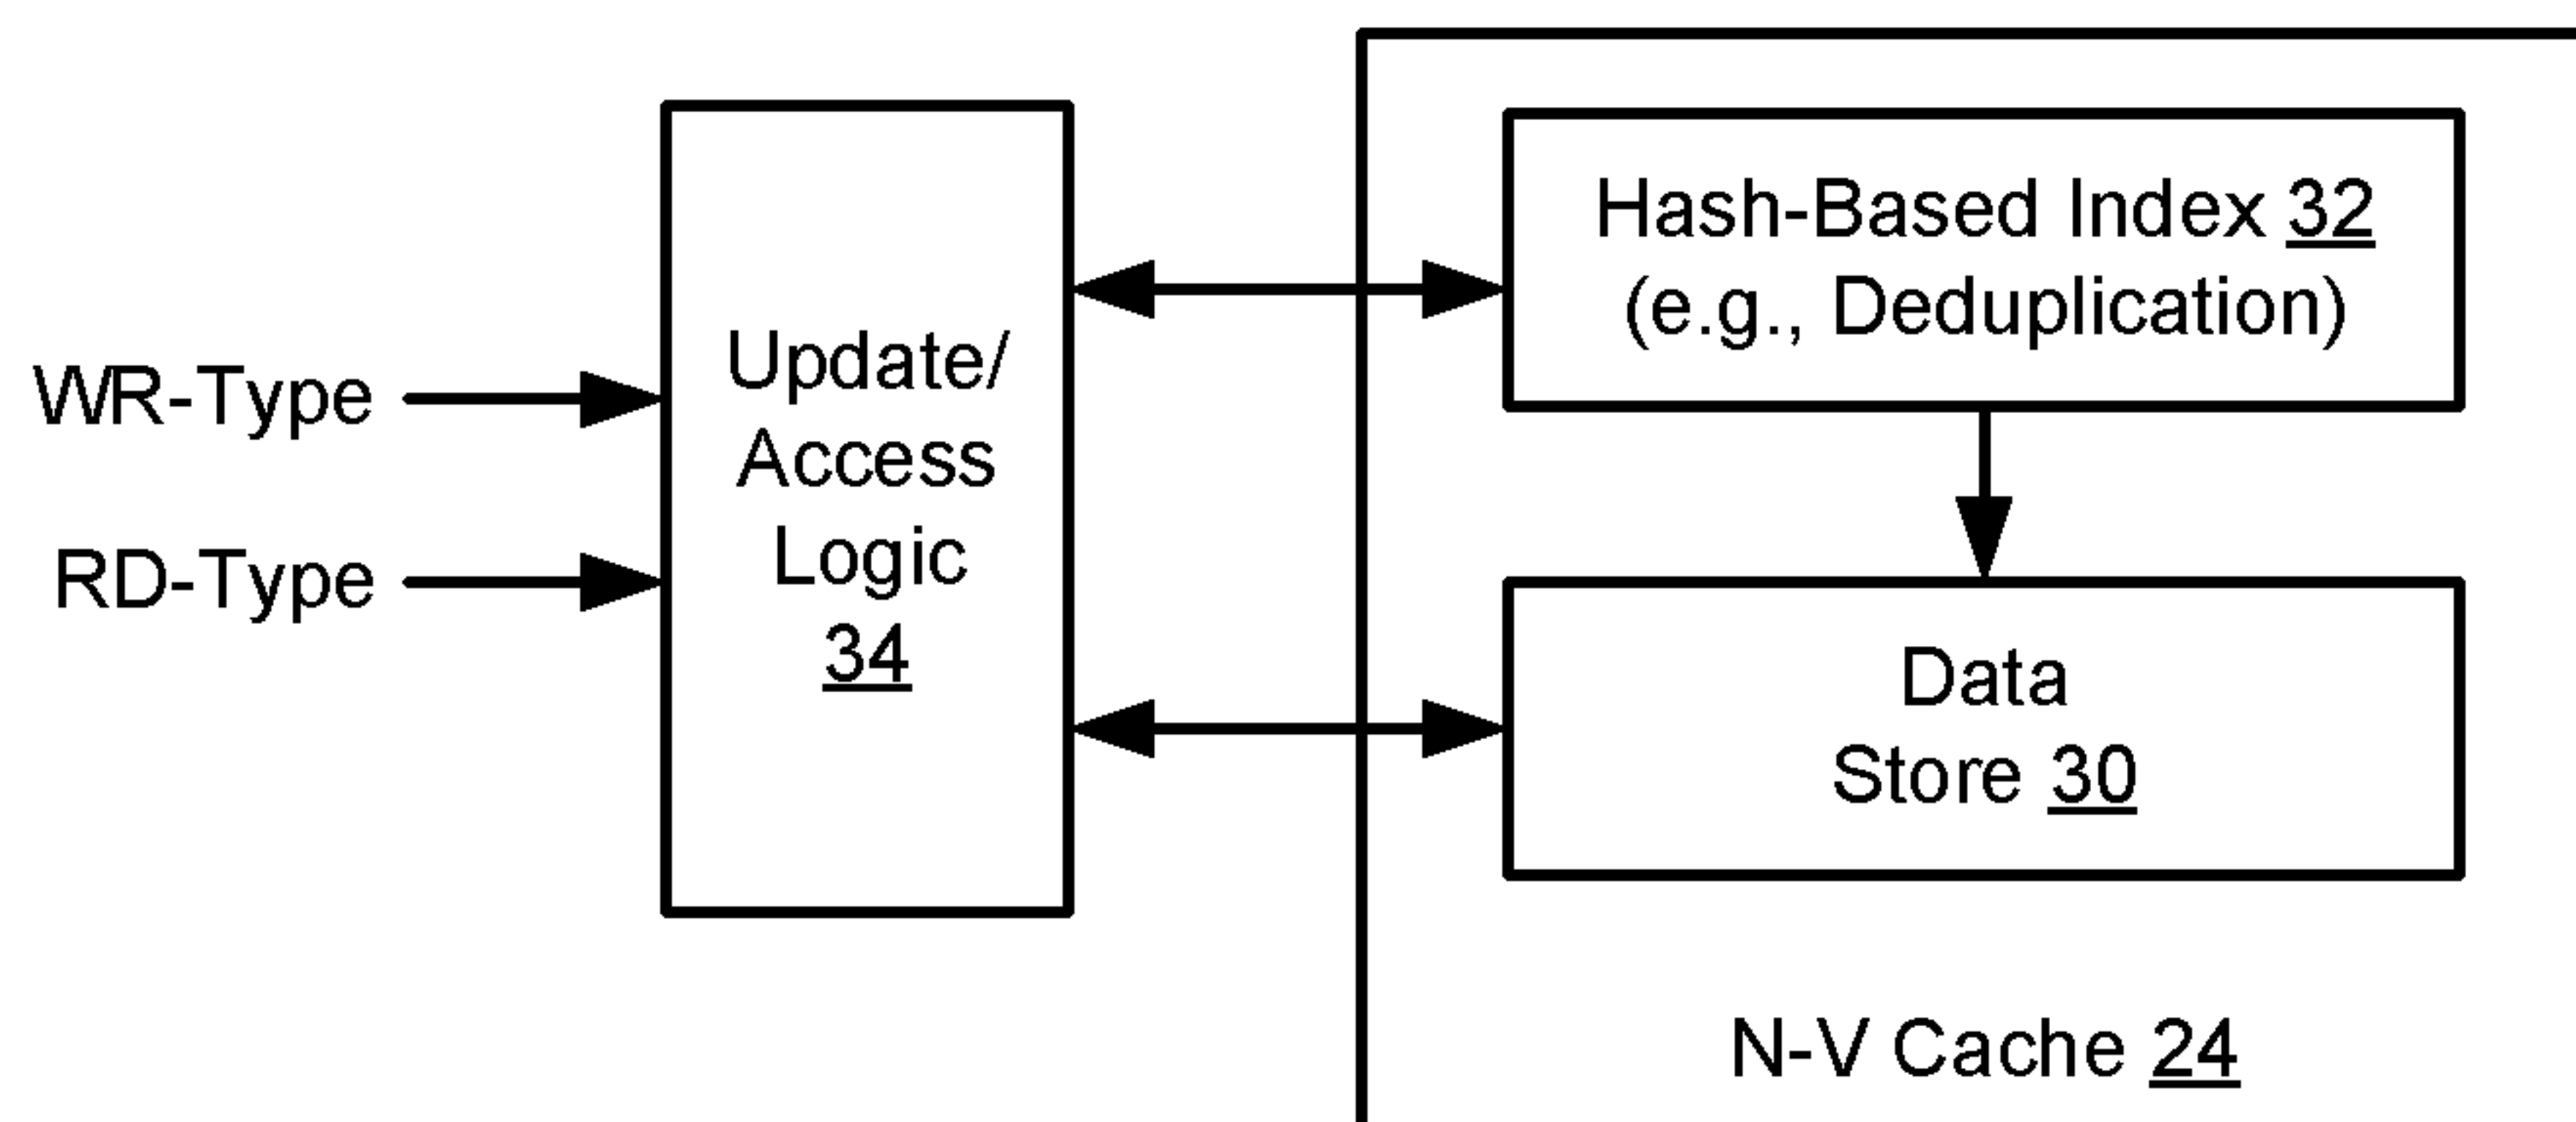 WR-Type
RD-Type
Update/
Access
Logic
34
Hash-Based Index 32
(e.g., Deduplication)
Data
Store 30
N-V Cache 24